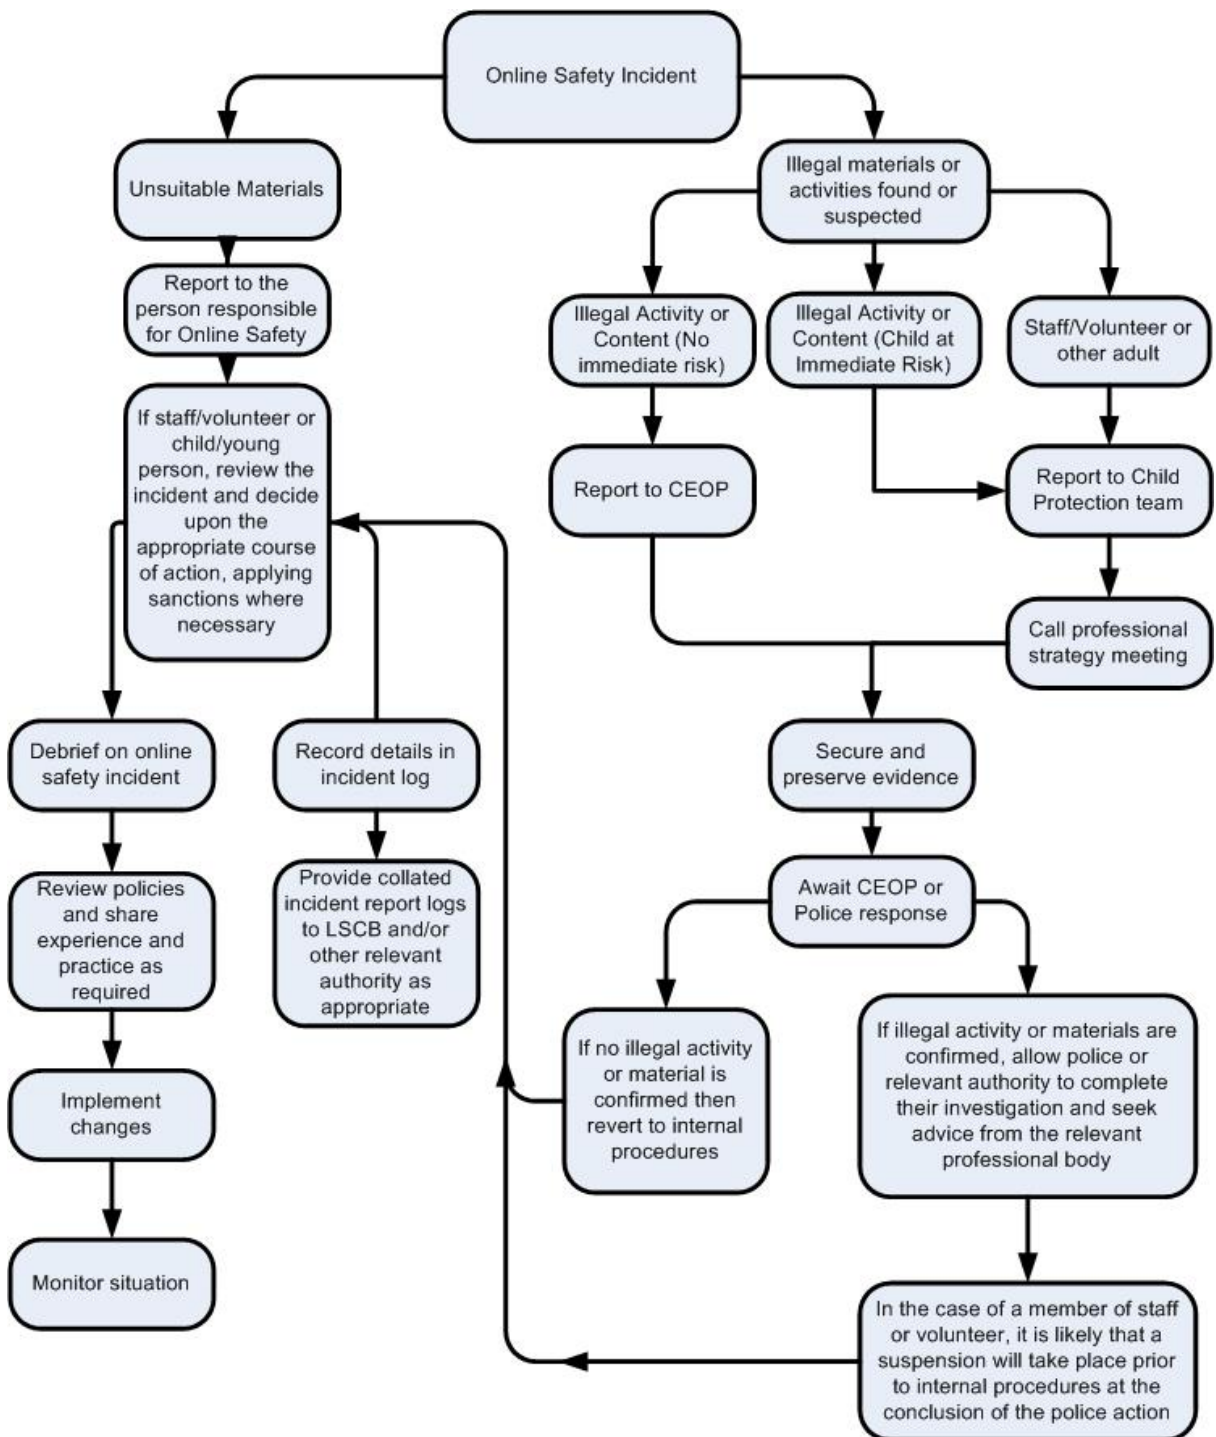 Online Safety Incident
Unsuitable Materials
Illegal materials or
activities found or
suspected
Report to the
person responsible
for Online Safety
Illegal Activity or
Content (No
immediate risk)
Illegal Activity or
Content (Child at
Immediate Risk)
Staff/Volunteer or
other adult
If staff/volunteer or
child/young
person, review the
incident and decide
upon the
appropriate course
of action, applying
sanctions where
necessary
Report to CEOP
Report to Child
Protection team
Call professional
strategy meeting
Debrief on online
safety incident
Record details in
incident log
Secure and
preserve evidence
Review policies
and share
experience and
practice as
required
Provide collated
incident report logs
to LSCB and/or
other relevant
authority as
appropriate
Await CEOP or
Police response
If no illegal activity
or material is
confirmed then
revert to internal
procedures
If illegal activity or materials are
confirmed, allow police or
relevant authority to complete
their investigation and seek
advice from the relevant
professional body
Implement
changes
Monitor situation
In the case of a member of staff
or volunteer, it is likely that a
suspension will take place prior
to internal procedures at the
conclusion of the police action